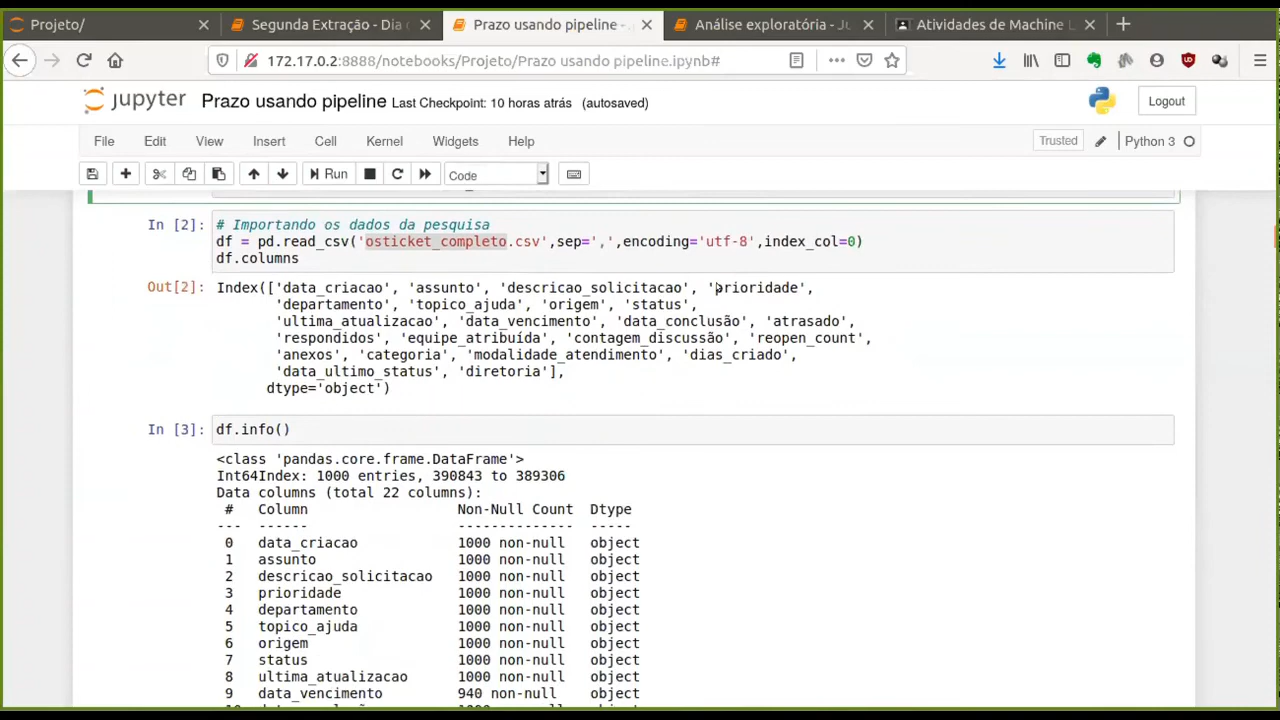 Projeto/
Segunda Extração - Dia d
Prazo usando pipeline -
Análise exploratória - Ju
Atividades de Machine L
172.17.0.2:8888/notebooks/Projeto/Prazo usando pipeline.ipynb#
jupyter Prazo usando pipeline Last Checkpoint: 10 horas atrás (autosaved)
Logout
File Edit View Insert Cell Kernel Widgets Help
Trusted
Python 3
Run
Code
In [2]: # Importando os dados da pesquisa
df = pd.read_csv('osticket_completo.csv',sep=',',encoding='utf-8',index_col=0)
df.columns
Out[2]: Index(['data_criacao', 'assunto', 'descricao_solicitacao', 'prioridade',
'departamento', 'topico_ajuda', 'origem', 'status',
'ultima_atualizacao', 'data_vencimento', 'data_conclusão', 'atrasado',
'respondidos', 'equipe_atribuída', 'contagem_discussão', 'reopen_count',
'anexos', 'categoria', 'modalidade_atendimento', 'dias_criado',
'data_ultimo_status', 'diretoria'],
dtype='object')
In [3]: df.info()
<class 'pandas.core.frame.DataFrame'>
Int64Index: 1000 entries, 390843 to 389306
Data columns (total 22 columns):
# Column Non-Null Count Dtype
--- ------ -------------- -----
0 data_criacao 1000 non-null object
1 assunto 1000 non-null object
2 descricao_solicitacao 1000 non-null object
3 prioridade 1000 non-null object
4 departamento 1000 non-null object
5 topico_ajuda 1000 non-null object
6 origem 1000 non-null object
7 status 1000 non-null object
8 ultima_atualizacao 1000 non-null object
9 data_vencimento 940 non-null object